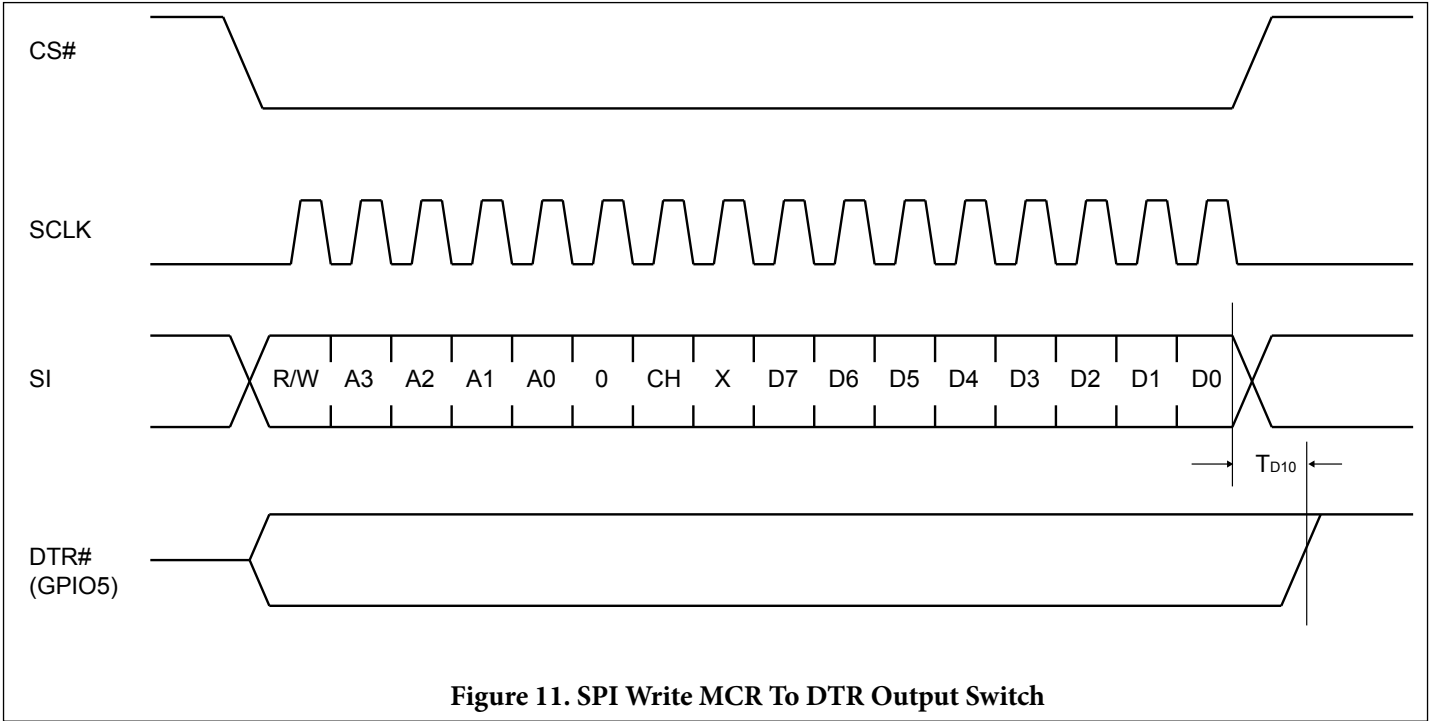 CS#
SCLK
SI
R/W A3 A2 A1 A0 0 CH X D7 D6 D5 D4 D3 D2 D1 D0
TD10
DTR#
(GPIO5)
Figure 11. SPI Write MCR To DTR Output Switch